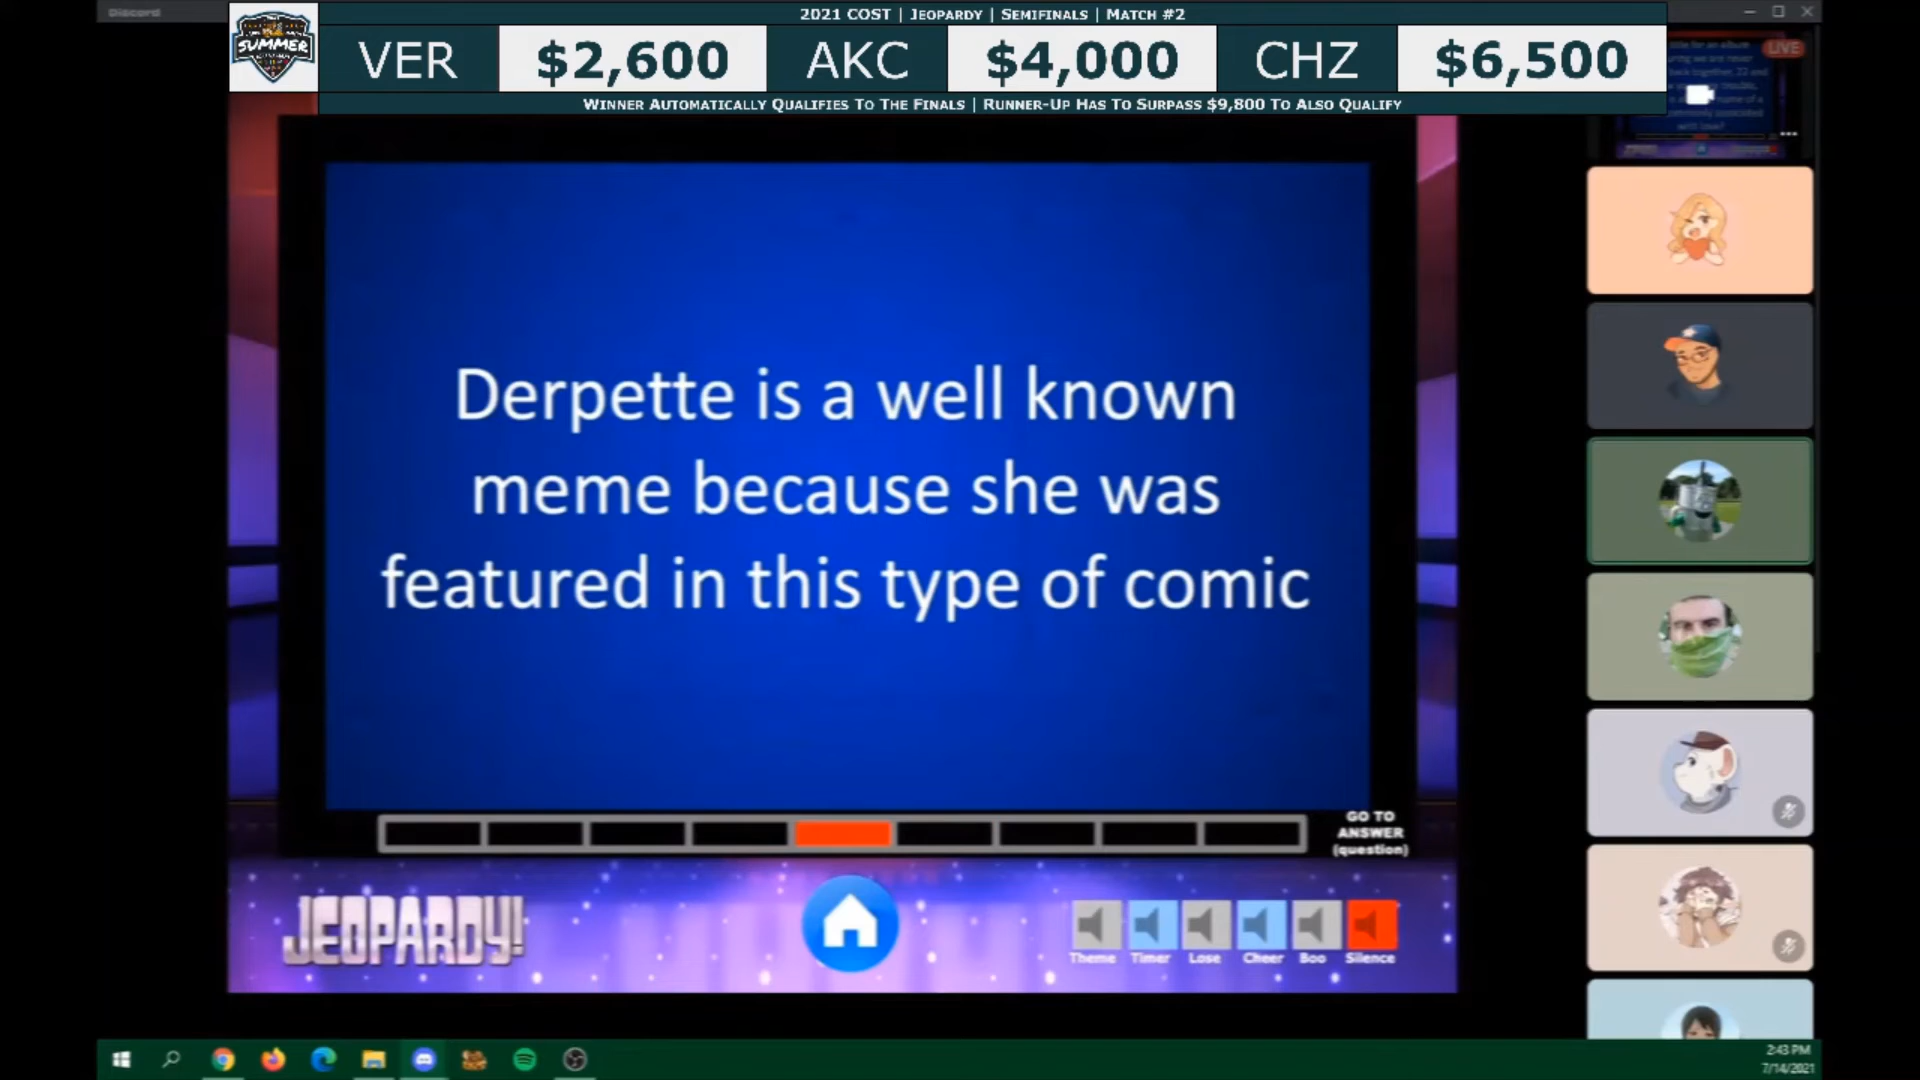 Discord
2021 COST | JEOPARDY | SEMIFINALS | MATCH #2
SUMMER
VER $2,600 AKC $4,000 CHZ $6,500
WINNER AUTOMATICALLY QUALIFIES TO THE FINALS | RUNNER-UP HAS TO SURPASS $9,800 TO ALSO QUALIFY
LIVE
Derpette is a well known
meme because she was
featured in this type of comic
GO TO
ANSWER
(question)
JEOPARDY!
Theme Timer Lose Cheer Boo Silence
2:43 PM
7/14/2021